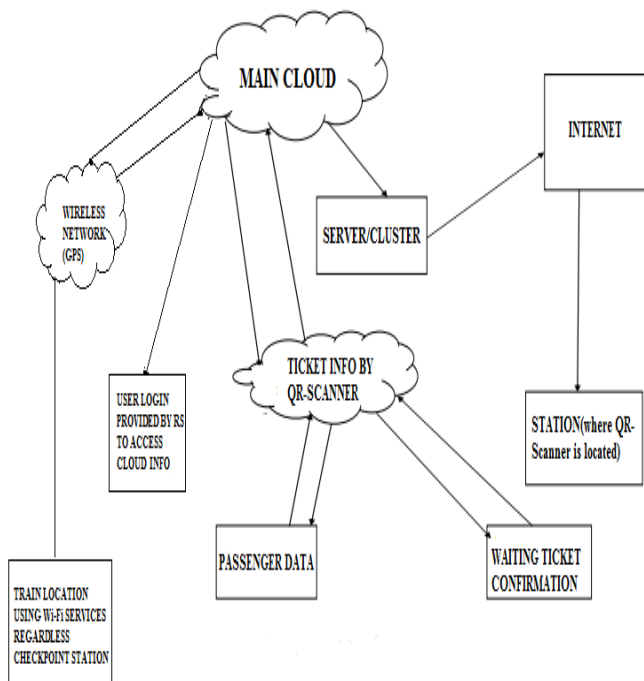 MAIN CLOUD
INTERNET
WIRELESS
NETWORK
(GPS)
SERVER/CLUSTER
TICKET INFO BY
QR-SCANNER
USER LOGIN
PROVIDED BY RS
TO ACCESS
CLOUD INFO
STATION(where QR-
Scanner is located)
PASSENGER DATA
WAITING TICKET
CONFIRMATION
TRAIN LOCATION
USING Wi-Fi SERVICES
REGARDLESS
CHECKPOINT STATION